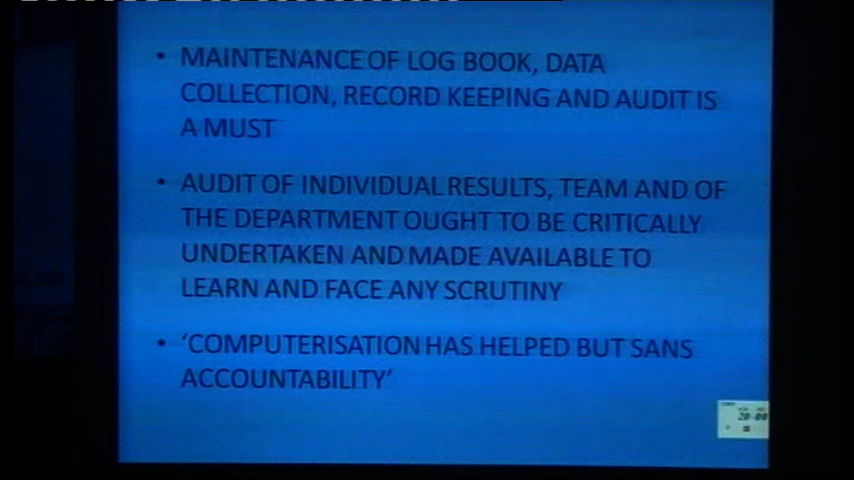 • MAINTENANCE OF LOG BOOK, DATA
COLLECTION, RECORD KEEPING AND AUDIT IS
A MUST
• AUDIT OF INDIVIDUAL RESULTS, TEAM AND OF
THE DEPARTMENT OUGHT TO BE CRITICALLY
UNDERTAKEN AND MADE AVAILABLE TO
LEARN AND FACE ANY SCRUTINY
• ‘COMPUTERISATION HAS HELPED BUT SANS
ACCOUNTABILITY’
20:00